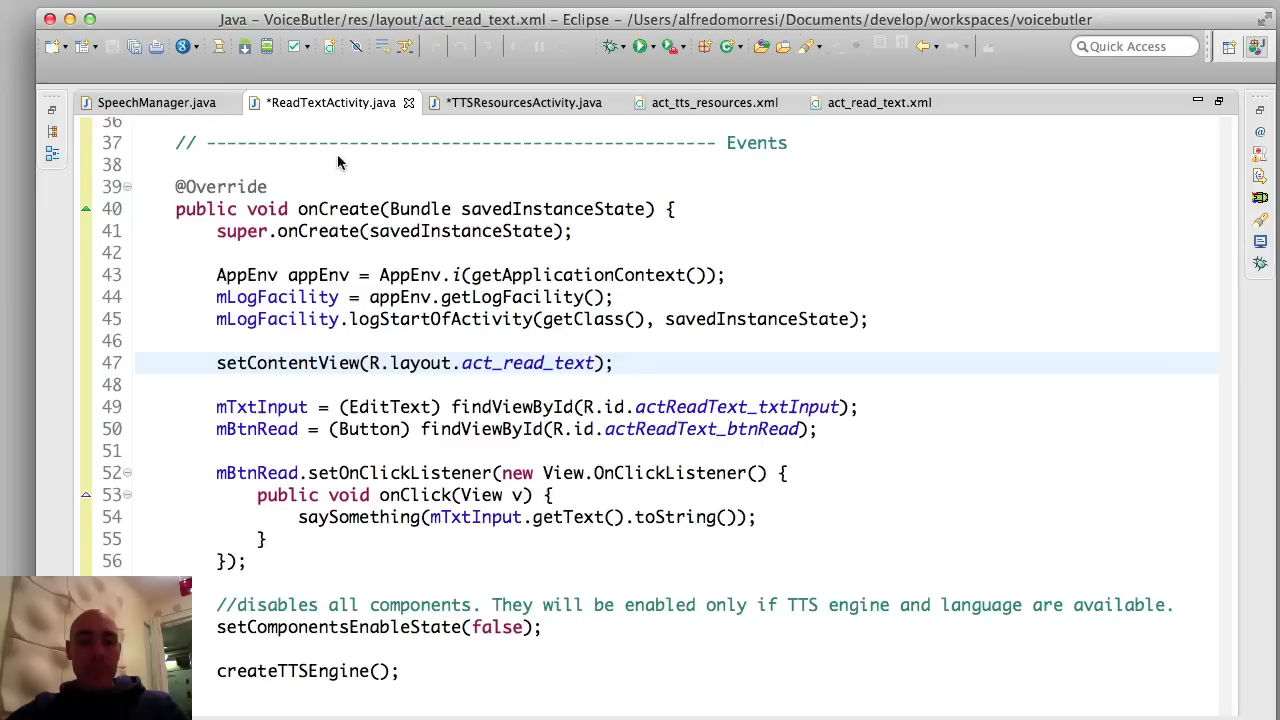 Java - VoiceButler/res/layout/act_read_text.xml - Eclipse - /Users/alfredomoresi/Documents/develop/workspaces/voicebutler
Quick Access
SpeechManager.java *ReadTextActivity.java *TTSResourcesActivity.java act_tts_resources.xml act_read_text.xml
36
37 // -------------------------------------------------- Events
38
39 @Override
40 public void onCreate(Bundle savedInstanceState) {
41 super.onCreate(savedInstanceState);
42
43 AppEnv appEnv = AppEnv.i(getApplicationContext());
44 mLogFacility = appEnv.getLogFacility();
45 mLogFacility.logStartOfActivity(getClass(), savedInstanceState);
46
47 setContentView(R.layout.act_read_text);
48
49 mTxtInput = (EditText) findViewById(R.id.actReadText_txtInput);
50 mBtnRead = (Button) findViewById(R.id.actReadText_btnRead);
51
52 mBtnRead.setOnClickListener(new View.OnClickListener() {
53 public void onClick(View v) {
54 saySomething(mTxtInput.getText().toString());
55 }
56 });
//disables all components. They will be enabled only if TTS engine and language are available.
setComponentsEnableState(false);
createTTSEngine();